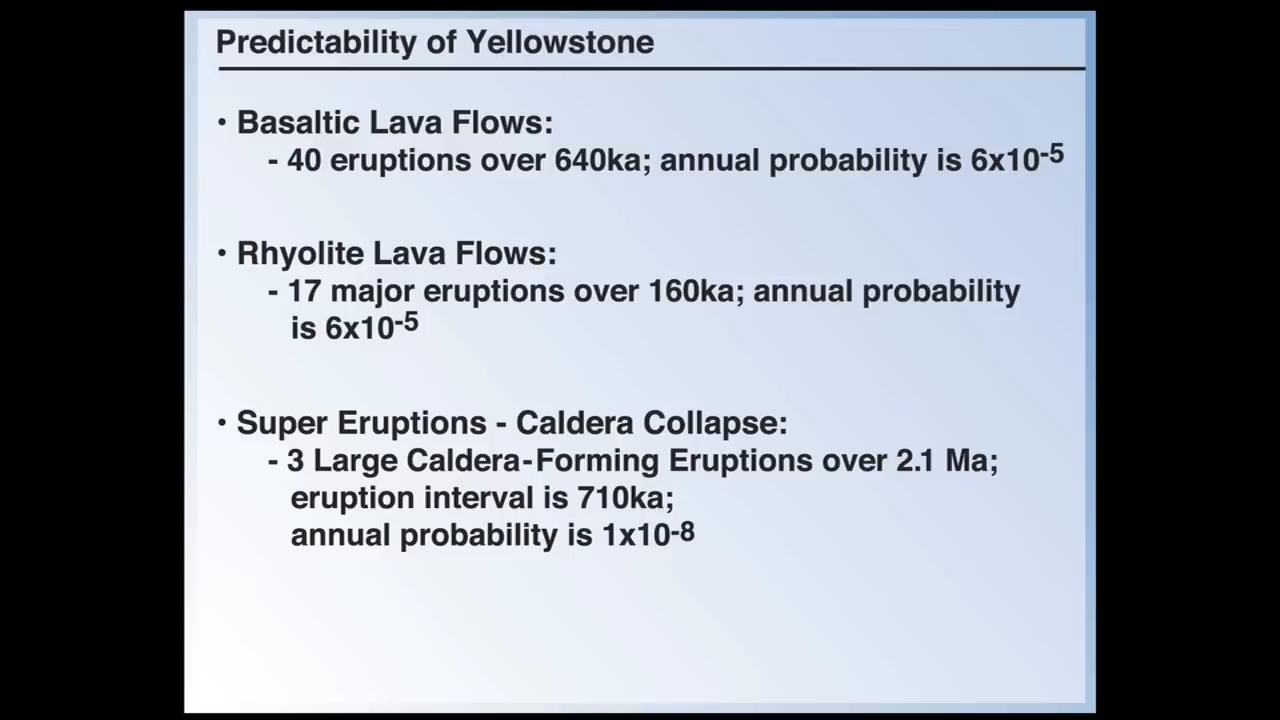 Predictability of Yellowstone
• Basaltic Lava Flows:
- 40 eruptions over 640ka; annual probability is 6x10⁻⁵
• Rhyolite Lava Flows:
- 17 major eruptions over 160ka; annual probability
is 6x10⁻⁵
• Super Eruptions - Caldera Collapse:
- 3 Large Caldera-Forming Eruptions over 2.1 Ma;
eruption interval is 710ka;
annual probability is 1x10⁻⁸